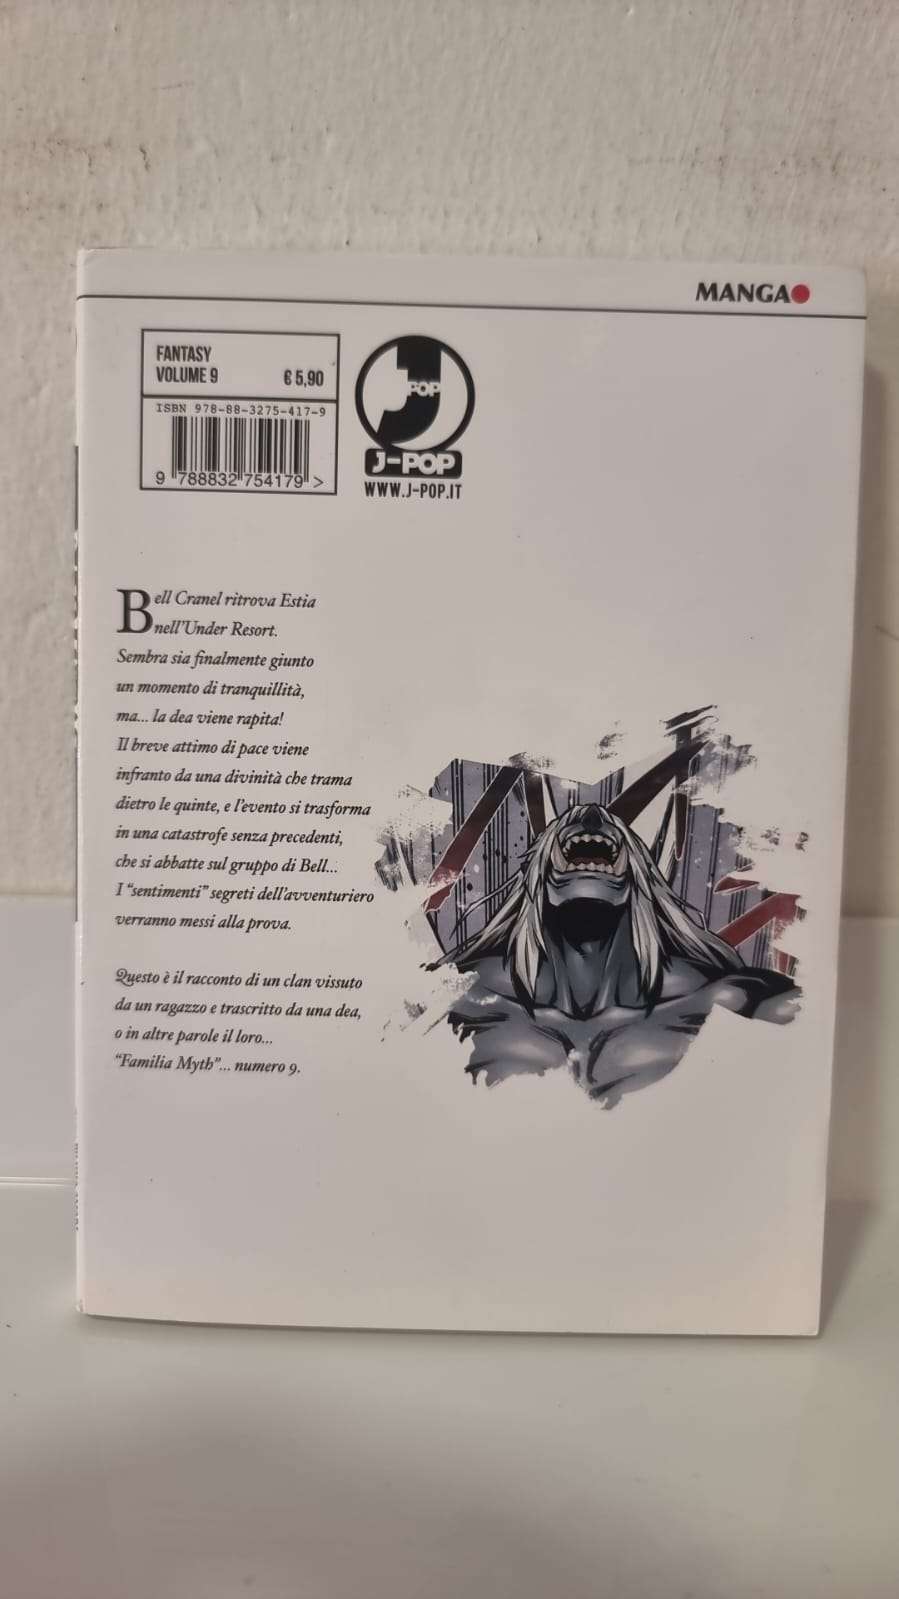 MANGA
FANTASY
VOLUME 9
€ 5,90
ISBN 978-88-3275-417-9
9 788832 754179 >
J
POP
J-POP
WWW.J-POP.IT
Bell Cranel ritrova Estia
nell'Under Resort.
Sembra sia finalmente giunto
un momento di tranquillità,
ma... la dea viene rapita!
Il breve attimo di pace viene
infranto da una divinità che trama
dietro le quinte, e l'evento si trasforma
in una catastrofe senza precedenti,
che si abbatte sul gruppo di Bell...
I “sentimenti” segreti dell'avventuriero
verranno messi alla prova.
Questo è il racconto di un clan vissuto
da un ragazzo e trascritto da una dea,
o in altre parole il loro...
“Familia Myth”... numero 9.